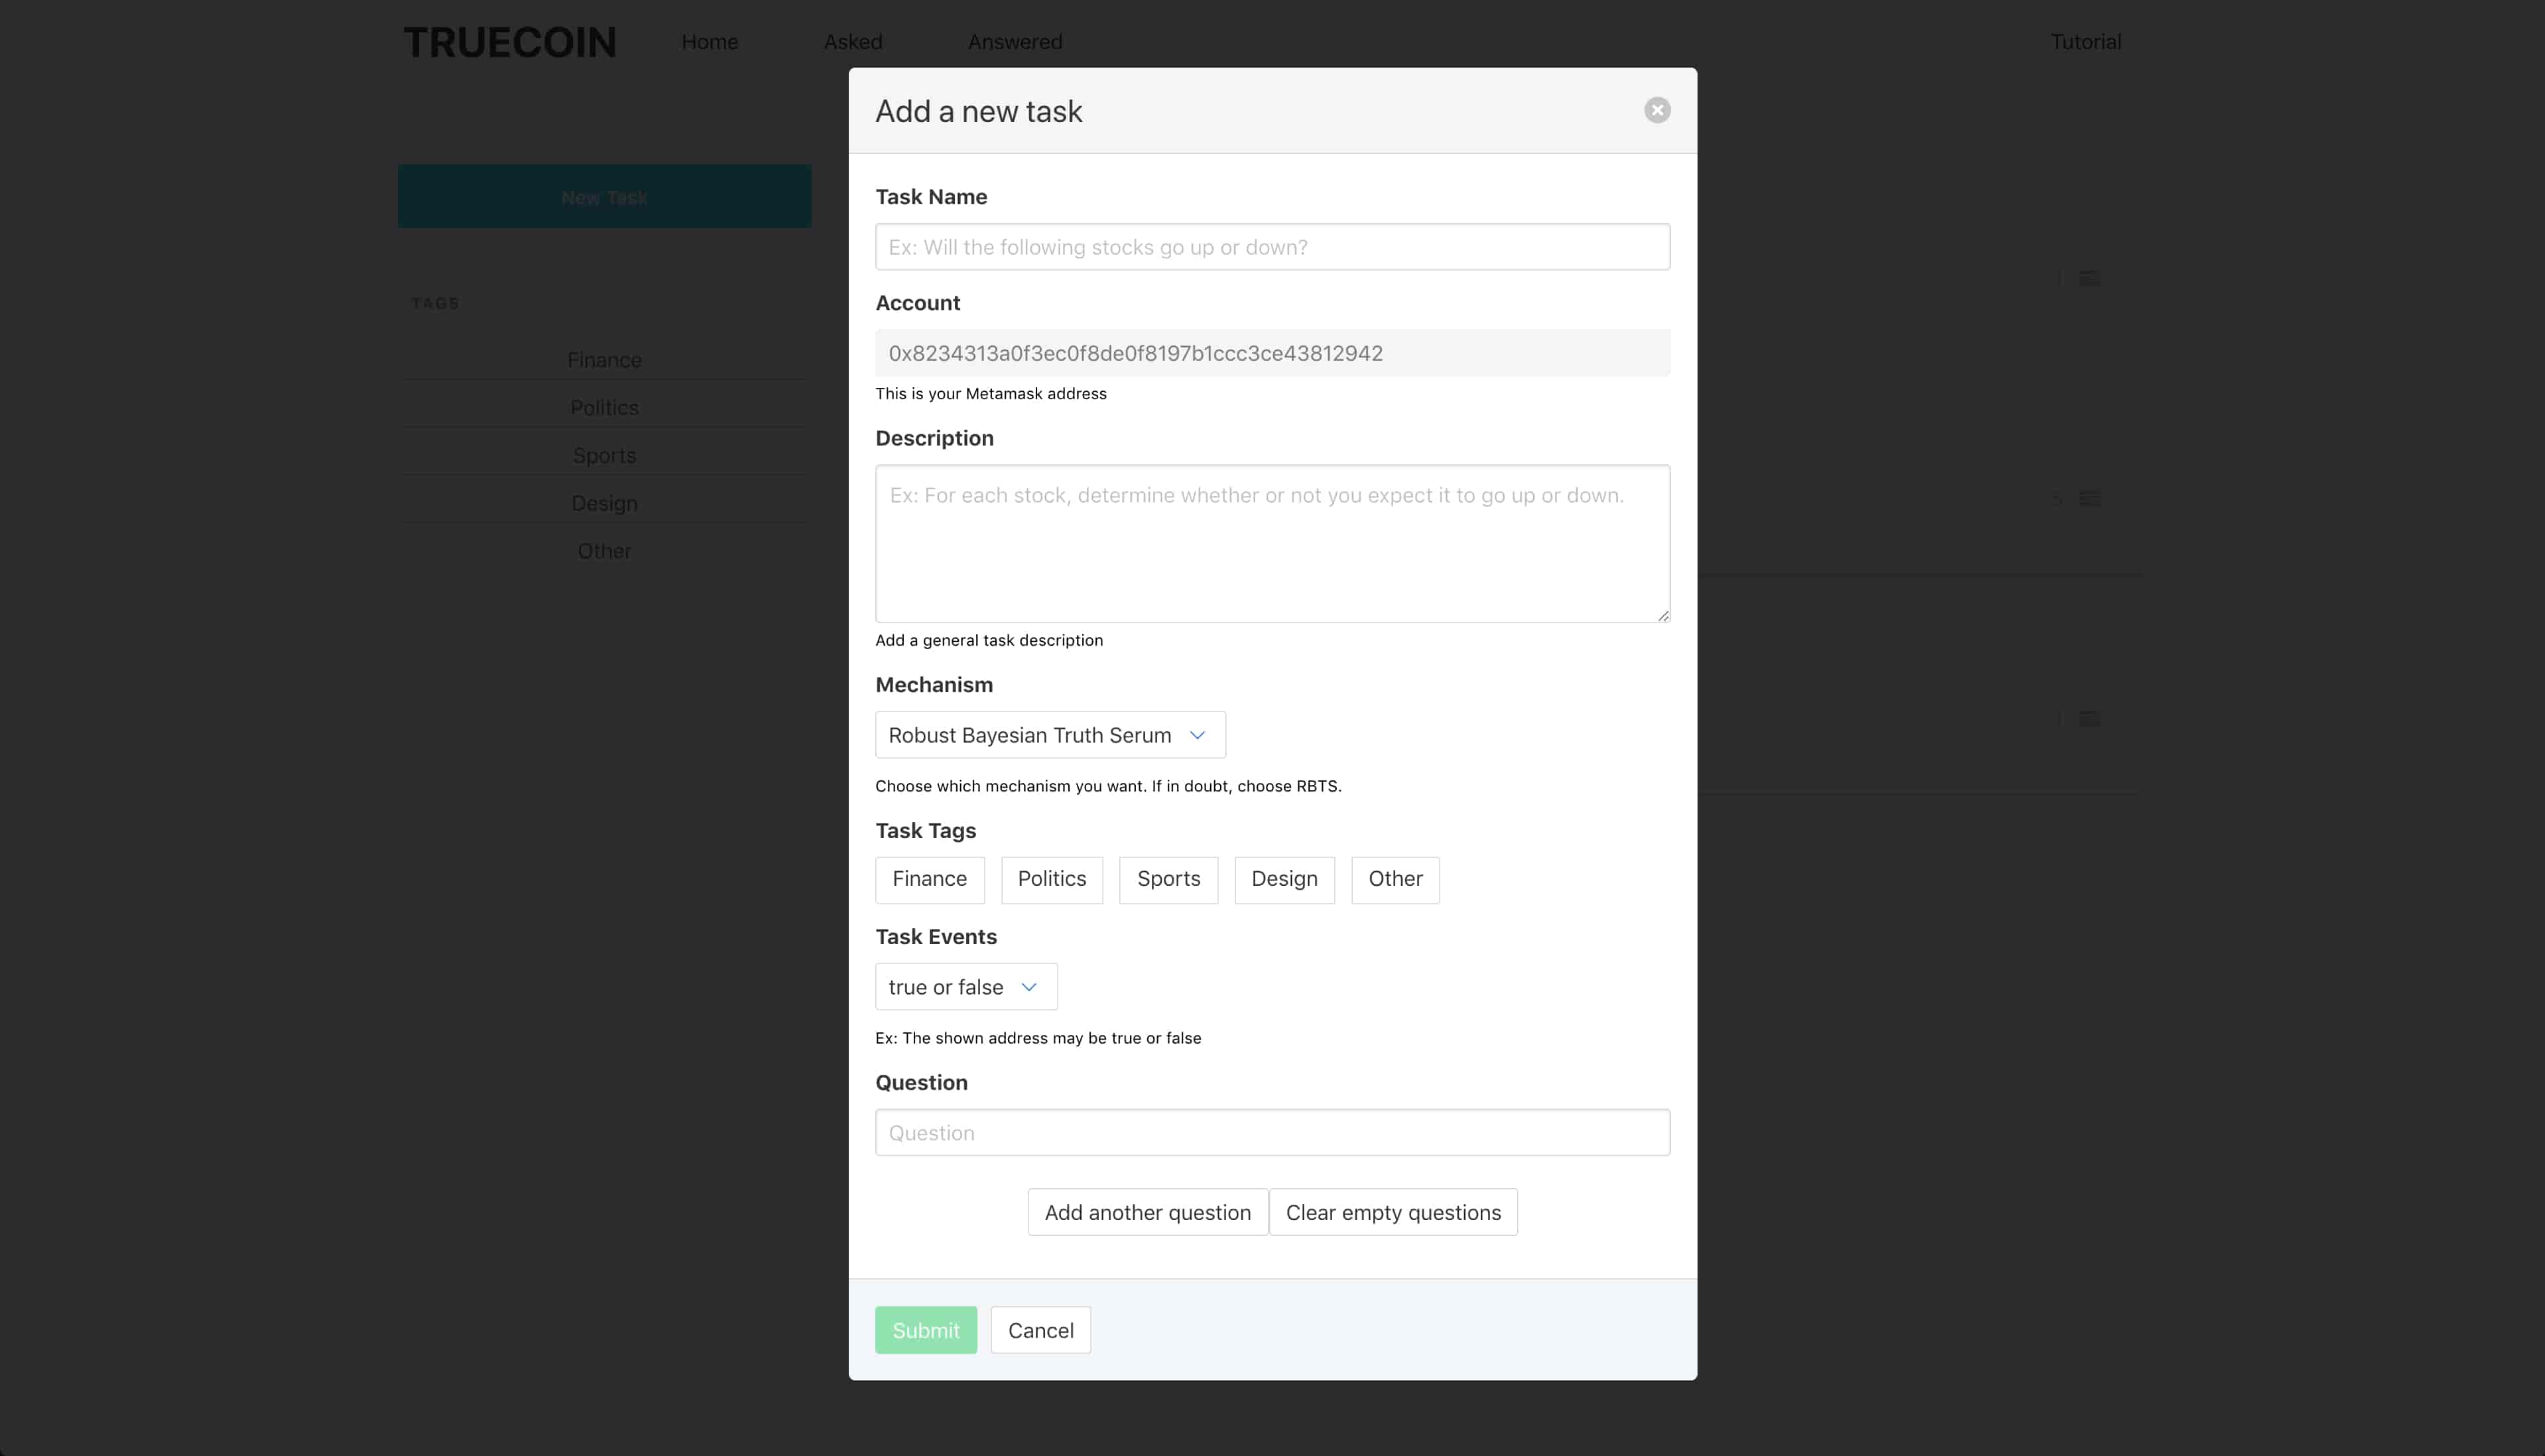 TRUECOIN Home Asked Answered Tutorial
New Task
TAGS
Finance
Politics
Sports
Design
Other
Add a new task
Task Name
Ex: Will the following stocks go up or down?
Account
0x8234313a0f3ec0f8de0f8197b1ccc3ce43812942
This is your Metamask address
Description
Ex: For each stock, determine whether or not you expect it to go up or down.
Add a general task description
Mechanism
Robust Bayesian Truth Serum
Choose which mechanism you want. If in doubt, choose RBTS.
Task Tags
Finance Politics Sports Design Other
Task Events
true or false
Ex: The shown address may be true or false
Question
Question
Add another question Clear empty questions
Submit Cancel